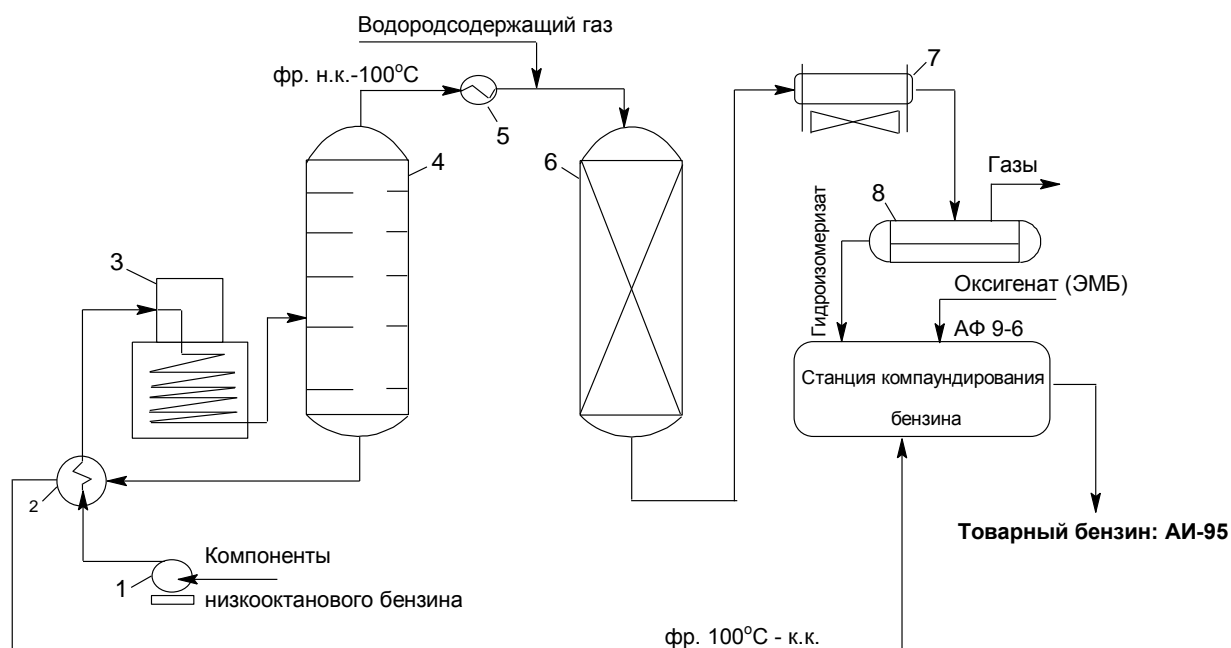 Водородсодержащий газ
фр. н.к.-100°С
5
7
4
6
Газы
8
3
Гидроизомеризат
Оксигенат (ЭМБ)
АФ 9-6
Станция компаундирования
бензина
2
Товарный бензин: АИ-95
Компоненты
1
низкооктанового бензина
фр. 100°С - к.к.